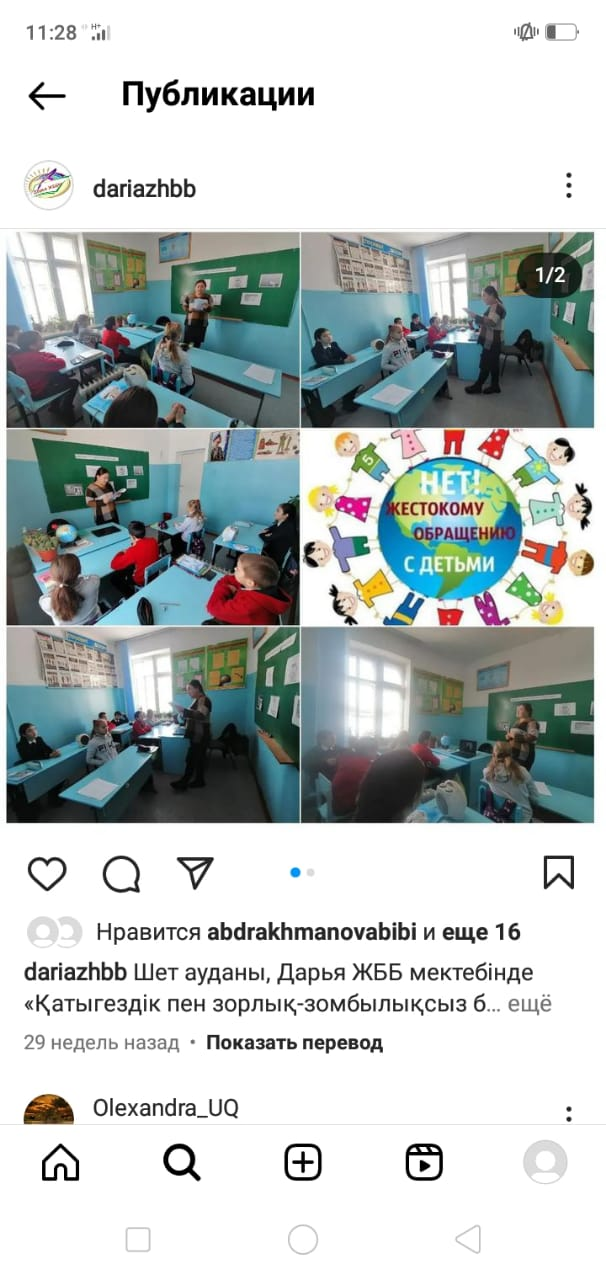 11:28
H+
Публикации
dariazhbb
1/2
НЕТ!
ЖЕСТОКОМУ
ОБРАЩЕНИЮ
С ДЕТЬМИ
5
Нравится abdrakhmanovabibi и еще 16
dariazhbb Шет ауданы, Дарья ЖББ мектебінде
«Қатыгездік пен зорлық-зомбылықсыз б... ещё
29 недель назад • Показать перевод
Olexandra_UQ